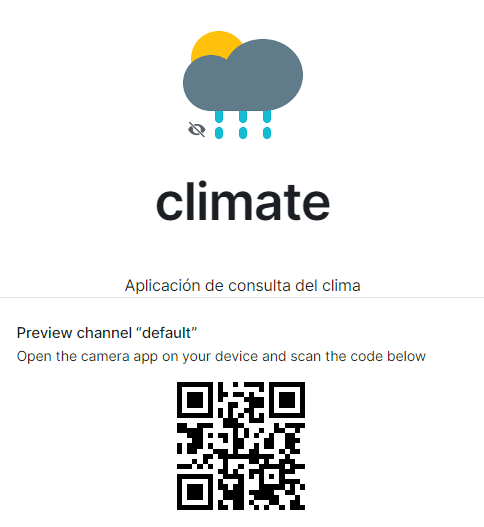 climate
Aplicación de consulta del clima
Preview channel “default”
Open the camera app on your device and scan the code below